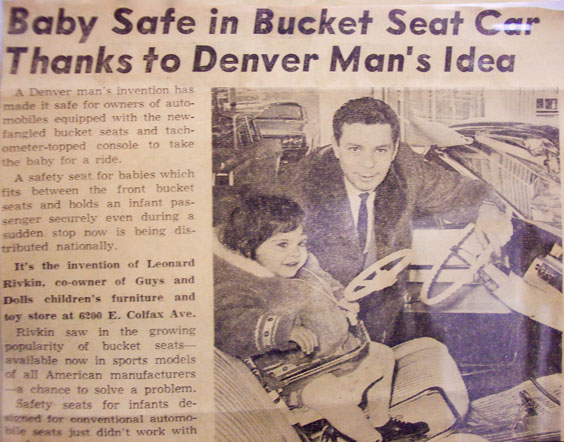 Baby Safe in Bucket Seat Car
Thanks to Denver Man's Idea
A Denver man's invention has
made it safe for owners of auto-
mobiles equipped with the new-
fangled bucket seats and tach-
ometer-topped console to take
the baby for a ride.
A safety seat for babies which
fits between the front bucket
seats and holds an infant pas-
senger securely even during a
sudden stop now is being dis-
tributed nationally.
It's the invention of Leonard
Rivkin, co-owner of Guys and
Dolls children's furniture and
toy store at 6200 E. Colfax Ave.
Rivkin saw in the growing
popularity of bucket seats—
available now in sports models
of all American manufacturers
—a chance to solve a problem.
Safety seats for infants de-
signed for conventional automo-
bile seats just didn't work with